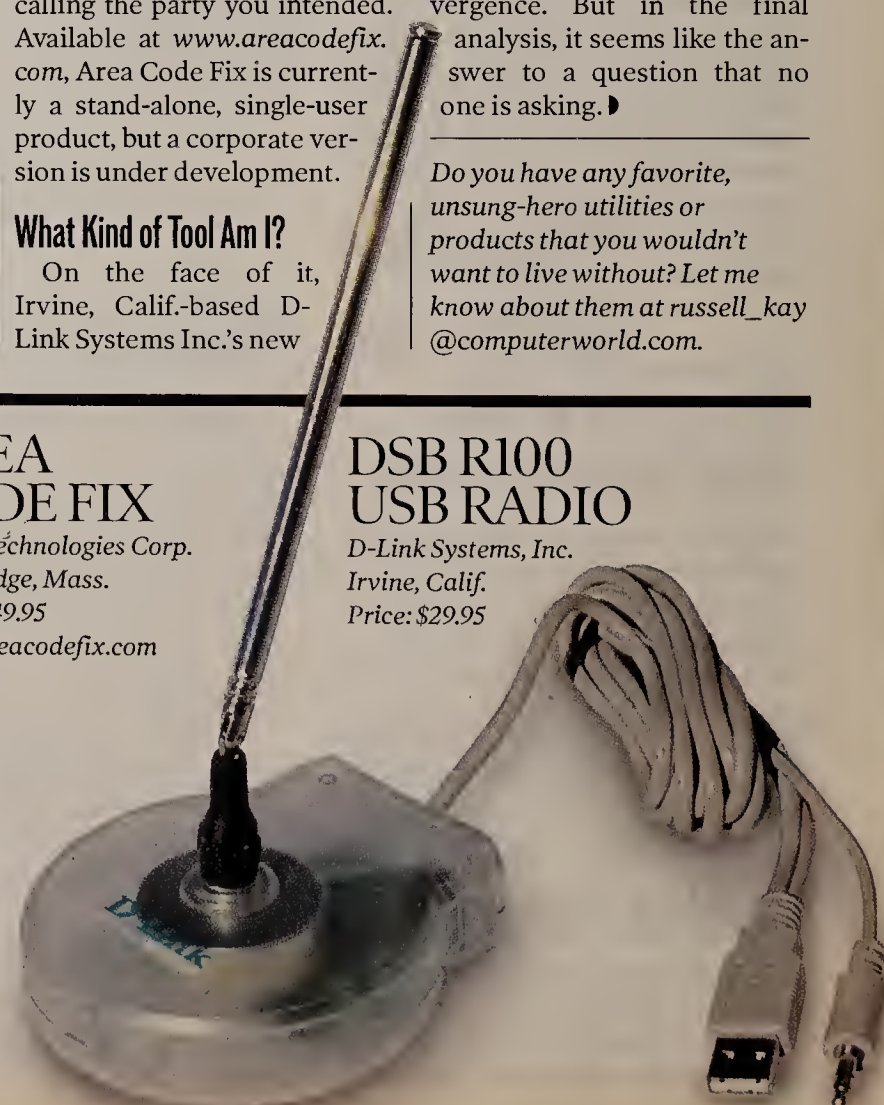 calling the party you intended.
Available at www.areacodefix.
com, Area Code Fix is current-
ly a stand-alone, single-user
product, but a corporate ver-
sion is under development.
What Kind of Tool Am I?
On the face of it,
Irvine, Calif.-based D-
Link Systems Inc.'s new
vergence. But in the final
analysis, it seems like the an-
swer to a question that no
one is asking.
Do you have any favorite,
unsung-hero utilities or
products that you wouldn't
want to live without? Let me
know about them at russell_kay
@computerworld.com.
EA
DE FIX
echnologies Corp.
dge, Mass.
49.95
eacodefix.com
DSB R100
USB RADIO
D-Link Systems, Inc.
Irvine, Calif.
Price: $29.95
D-Link